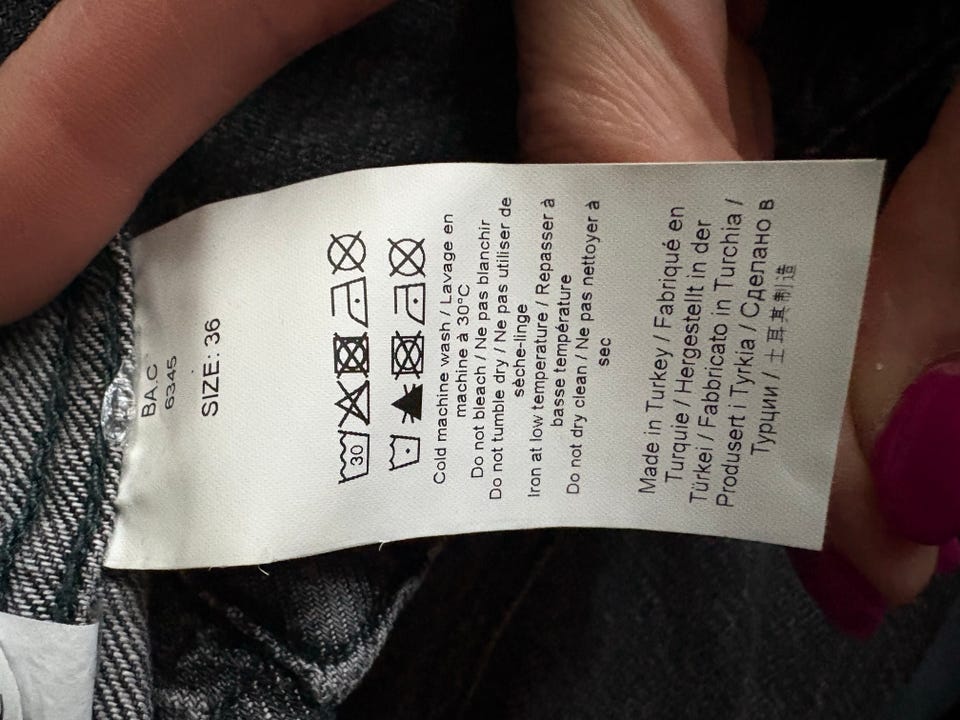 BA.C
6345
SIZE: 36
30
Cold machine wash / Lavage en
machine à 30°C
Do not bleach / Ne pas blanchir
Do not tumble dry / Ne pas utiliser de
sèche-linge
Iron at low temperature / Repasser à
basse température
Do not dry clean / Ne pas nettoyer à
sec
Made in Turkey / Fabriqué en
Turquie / Hergestellt in der
Türkei / Fabbricato in Turchia /
Produsert i Tyrkia / Сделано в
Турции / 土耳其制造